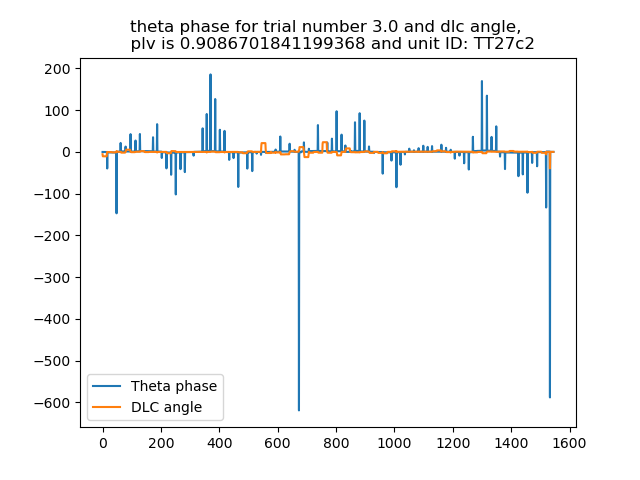 theta phase for trial number 3.0 and dlc angle,
plv is 0.9086701841199368 and unit ID: TT27c2
200
100
0
−100
−200
−300
−400
−500
−600
Theta phase
DLC angle
0 200 400 600 800 1000 1200 1400 1600